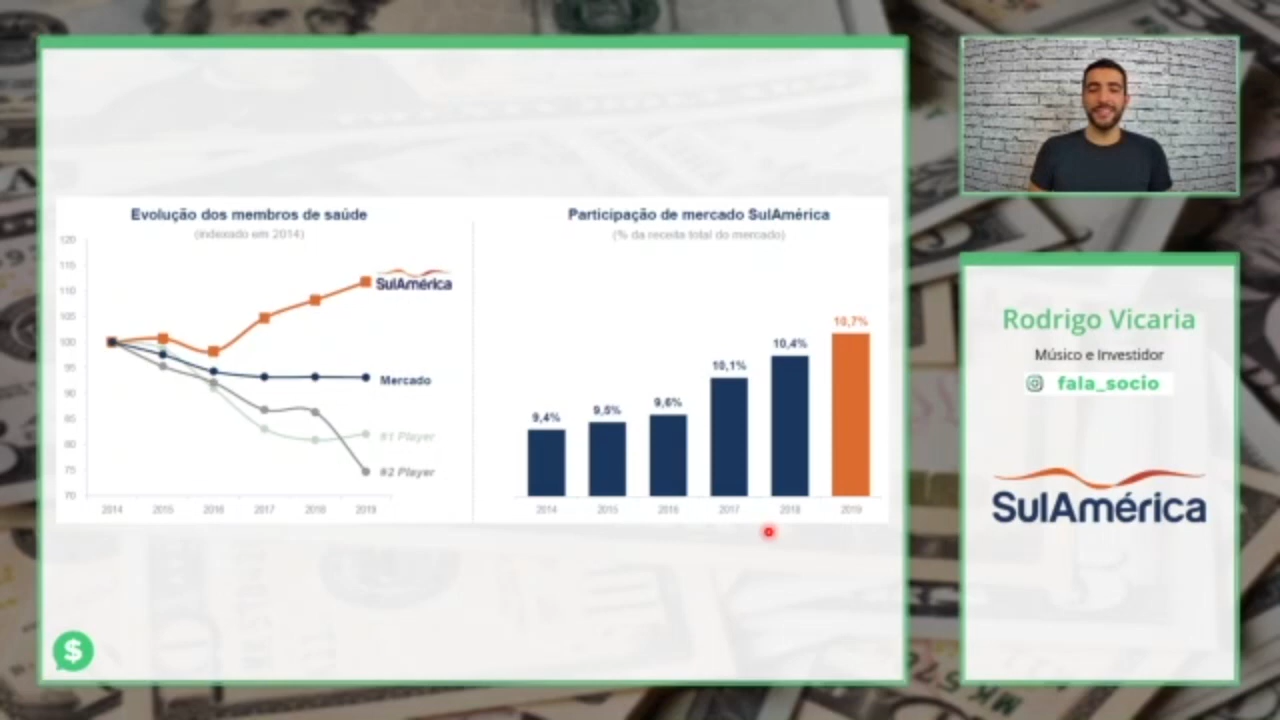 Evolução dos membros de saúde
(indexado em 2014)
120
115
110
105
100
95
90
85
80
75
70
SulAmérica
Mercado
#1 Player
#2 Player
2014 2015 2016 2017 2018 2019
Participação de mercado SulAmérica
(% da receita total do mercado)
9,4% 9,5% 9,6% 10,1% 10,4% 10,7%
2014 2015 2016 2017 2018 2019
$
Rodrigo Vicaria
Músico e Investidor
fala_socio
SulAmérica